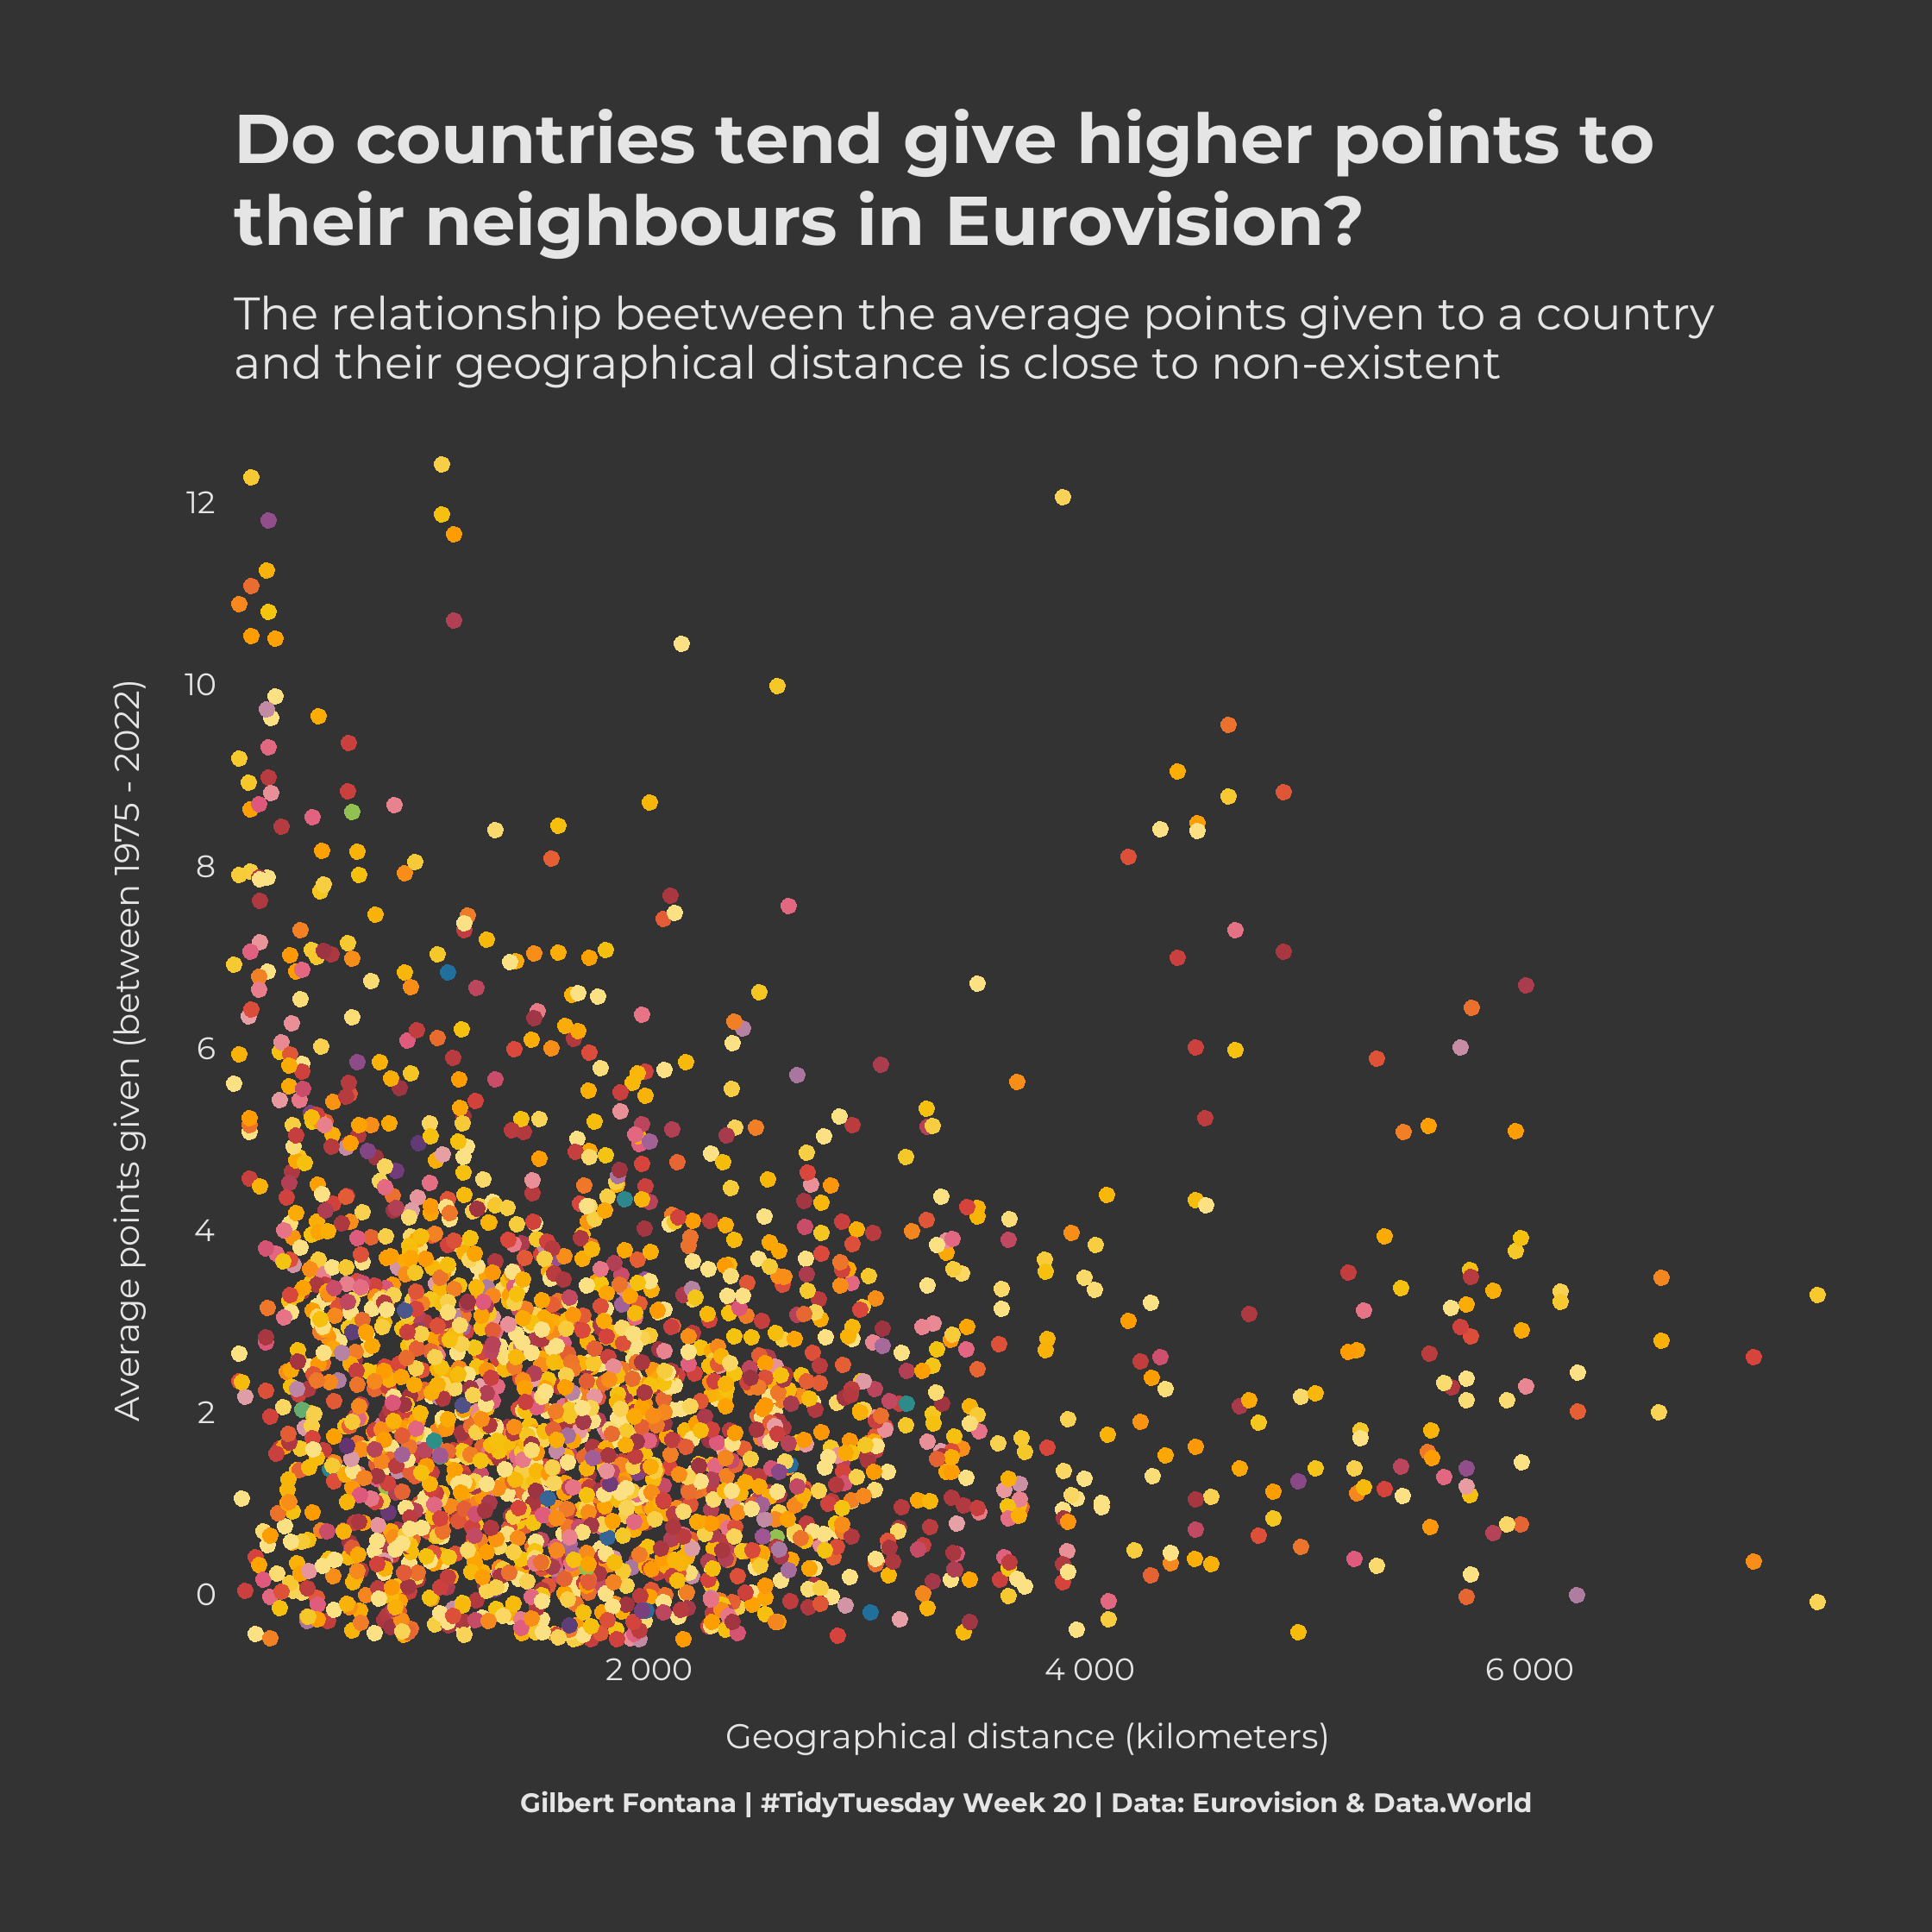 Do countries tend give higher points to
their neighbours in Eurovision?
The relationship beetween the average points given to a country
and their geographical distance is close to non-existent
Average points given (between 1975 - 2022)
12
10
8
6
4
2
0
2 000 4 000 6 000
Geographical distance (kilometers)
Gilbert Fontana | #TidyTuesday Week 20 | Data: Eurovision & Data.World